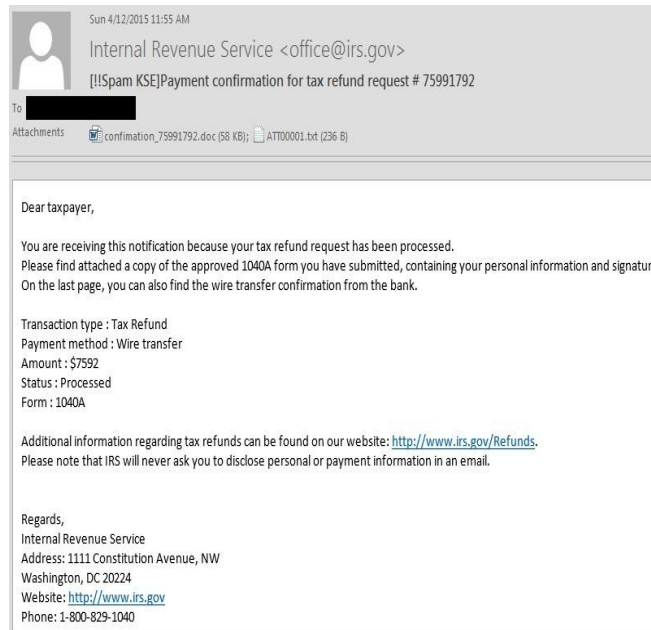 Sun 4/12/2015 11:55 AM
Internal Revenue Service <office@irs.gov>
[!!Spam KSE]Payment confirmation for tax refund request # 75991792
To
Attachments confimation_75991792.doc (58 KB); ATT00001.txt (236 B)
Dear taxpayer,
You are receiving this notification because your tax refund request has been processed.
Please find attached a copy of the approved 1040A form you have submitted, containing your personal information and signatur
On the last page, you can also find the wire transfer confirmation from the bank.
Transaction type : Tax Refund
Payment method : Wire transfer
Amount : $7592
Status : Processed
Form : 1040A
Additional information regarding tax refunds can be found on our website: http://www.irs.gov/Refunds.
Please note that IRS will never ask you to disclose personal or payment information in an email.
Regards,
Internal Revenue Service
Address: 1111 Constitution Avenue, NW
Washington, DC 20224
Website: http://www.irs.gov
Phone: 1-800-829-1040